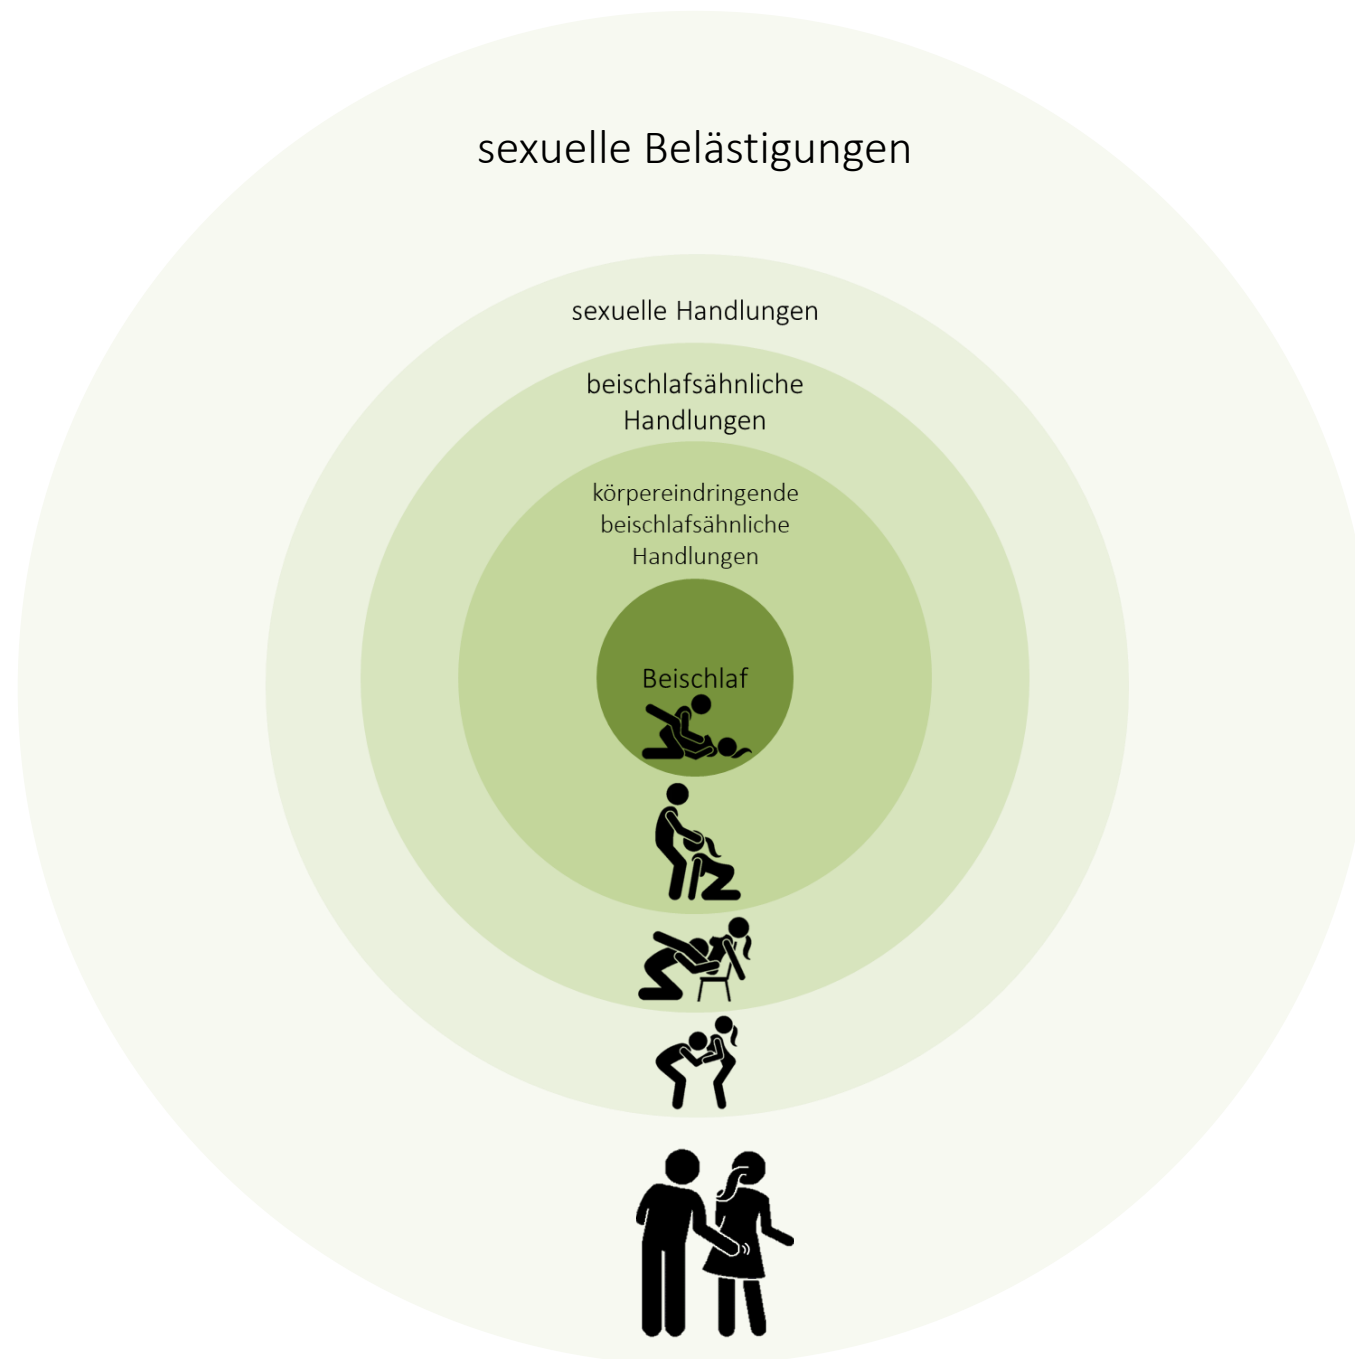 sexuelle Belästigungen
sexuelle Handlungen
beischlafsähnliche
Handlungen
körpereindringende
beischlafsähnliche
Handlungen
Beischlaf